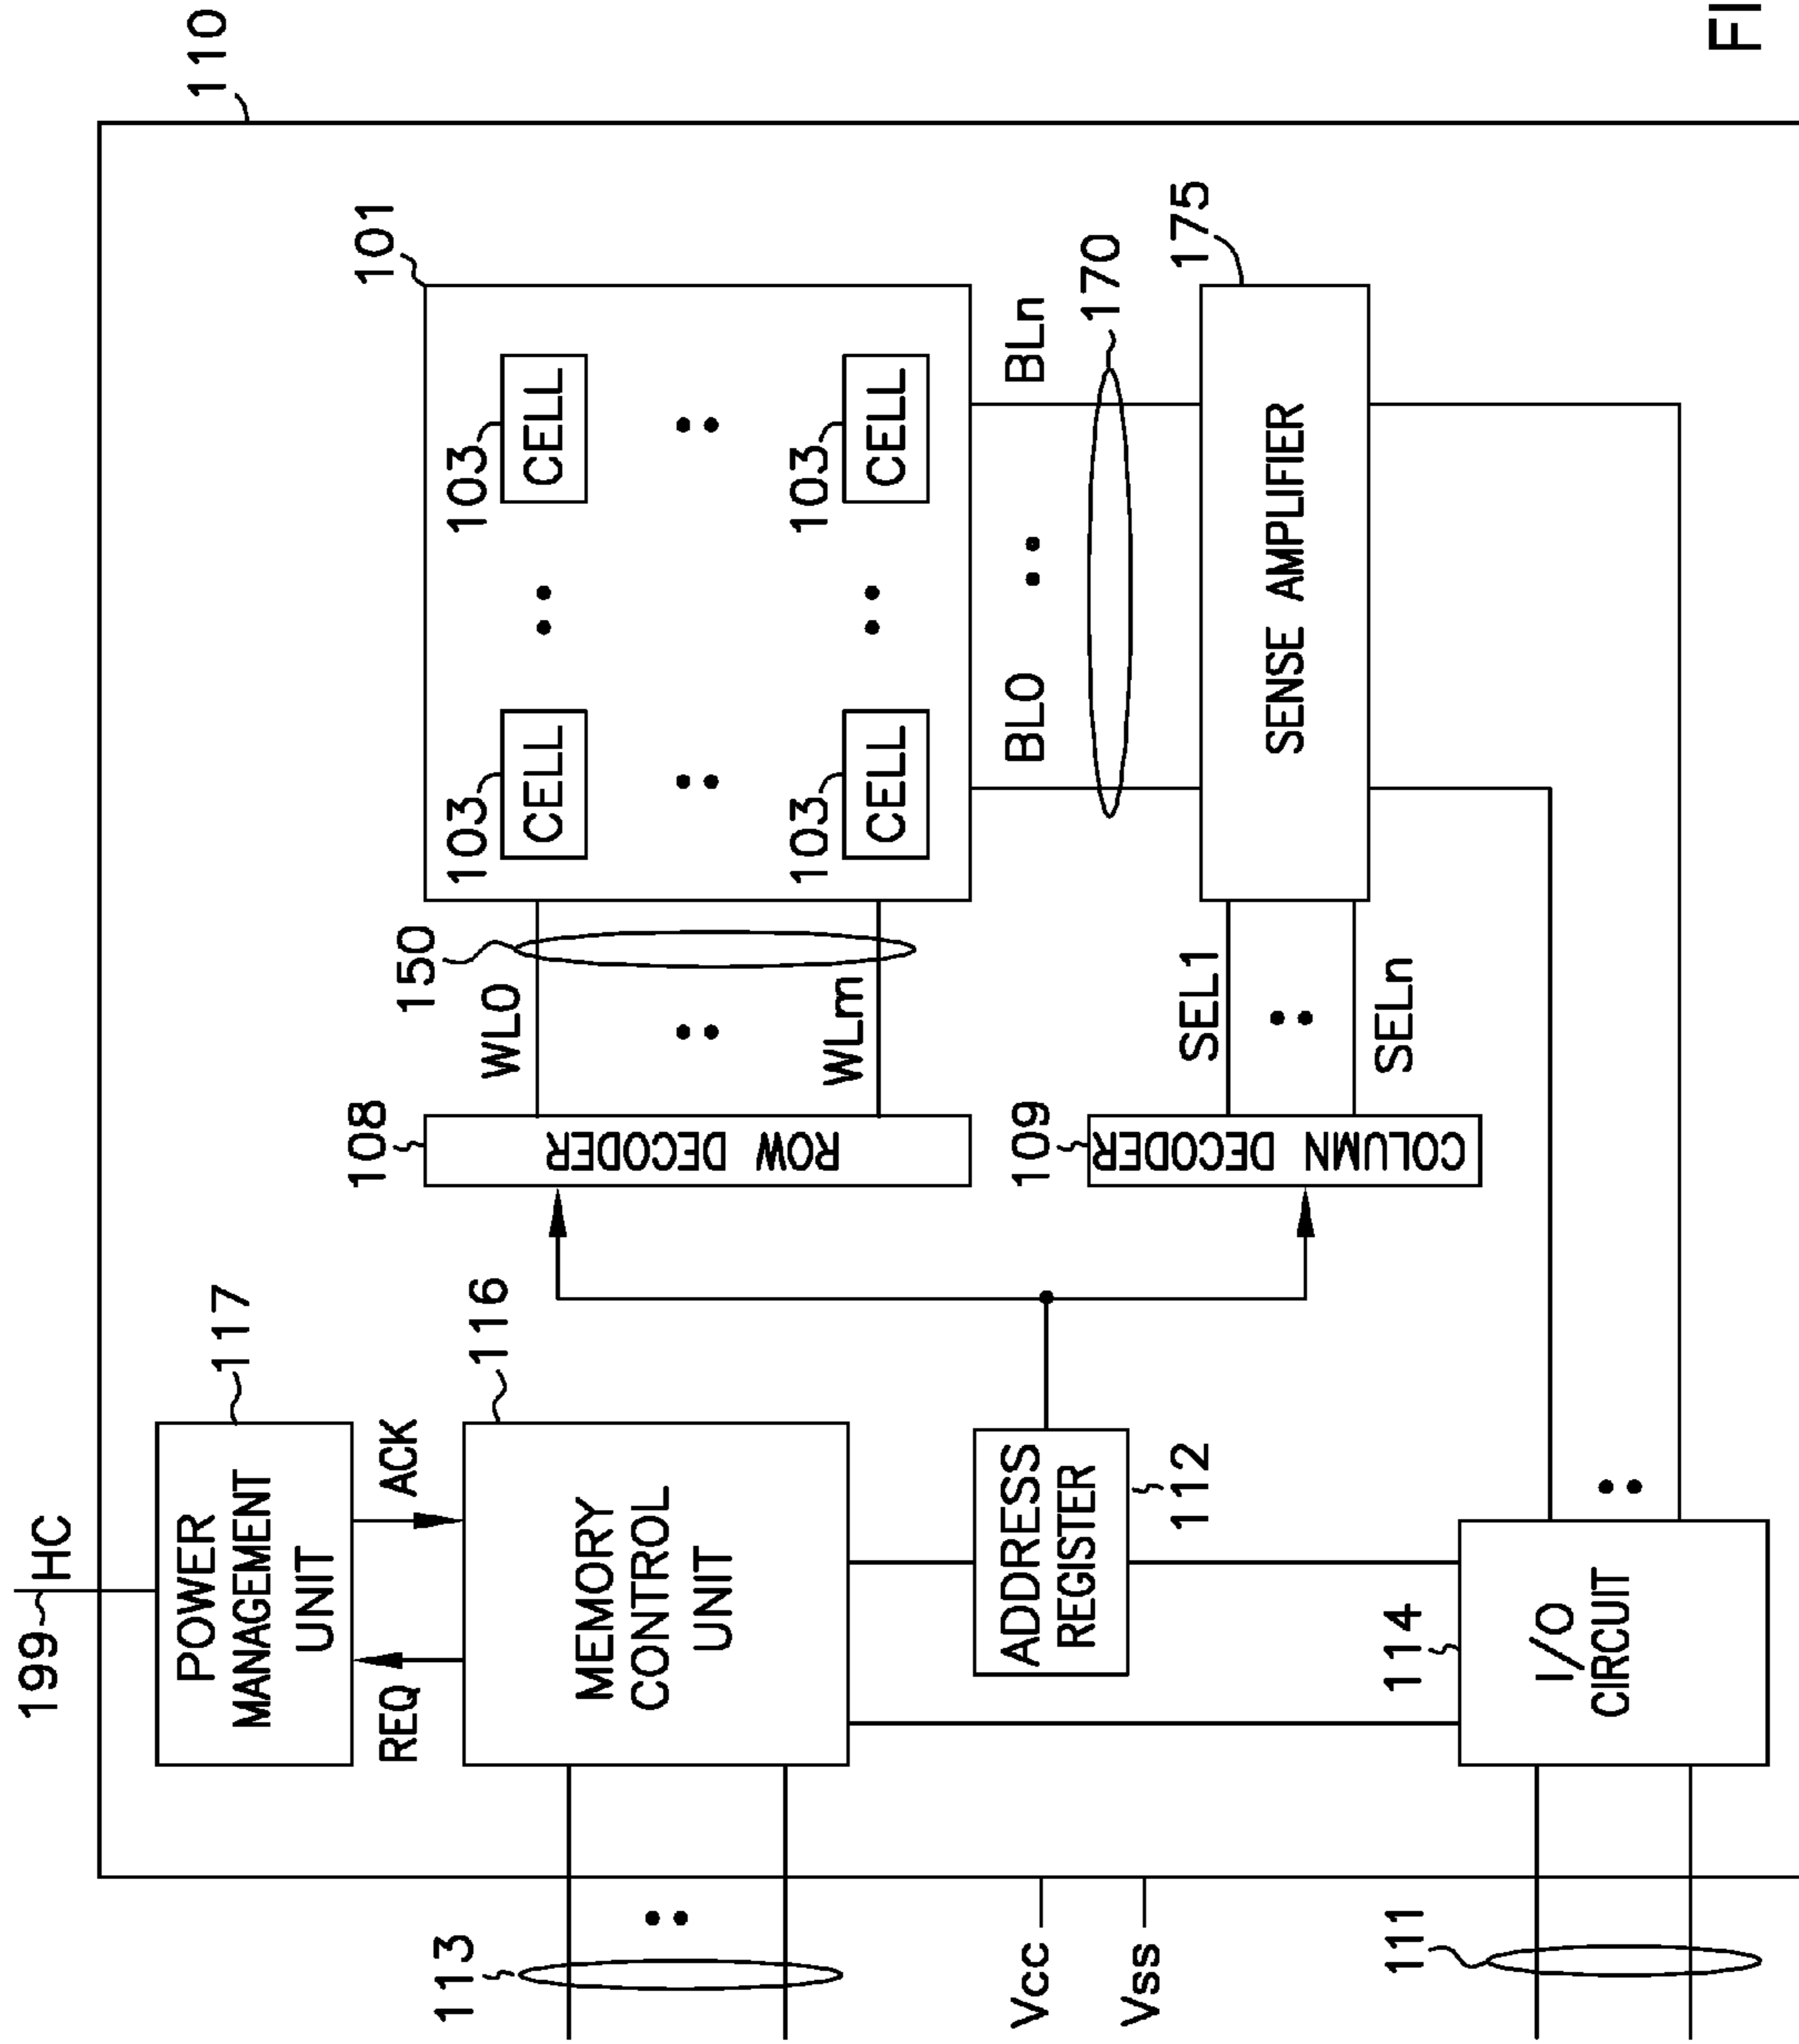 199
HC
110
POWER
MANAGEMENT
UNIT
117
REQ
ACK
MEMORY
CONTROL
UNIT
116
113
108
ROW DECODER
WL0
WLm
150
101
103
CELL
103
CELL
103
CELL
103
CELL
BL0
BLn
170
Vcc
Vss
ADDRESS
REGISTER
112
109
COLUMN DECODER
SEL1
SELn
SENSE AMPLIFIER
175
111
114
I/O
CIRCUIT
FI